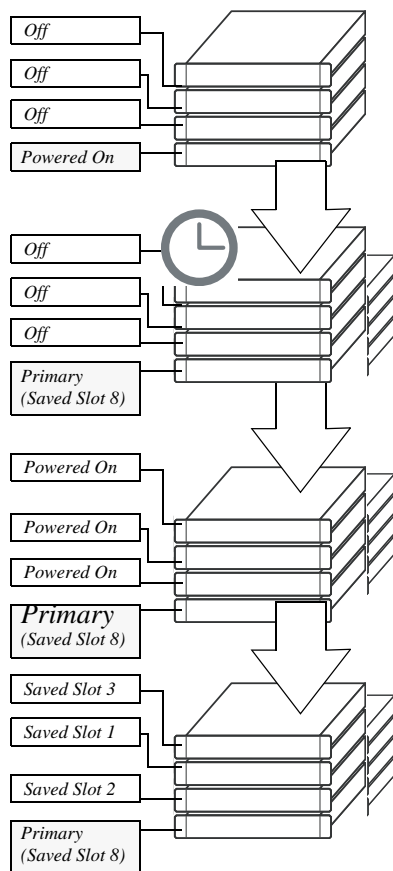 Off
Off
Off
Powered On
Off
Off
Off
Primary
(Saved Slot 8)
Powered On
Powered On
Powered On
Primary
(Saved Slot 8)
Saved Slot 3
Saved Slot 1
Saved Slot 2
Primary
(Saved Slot 8)